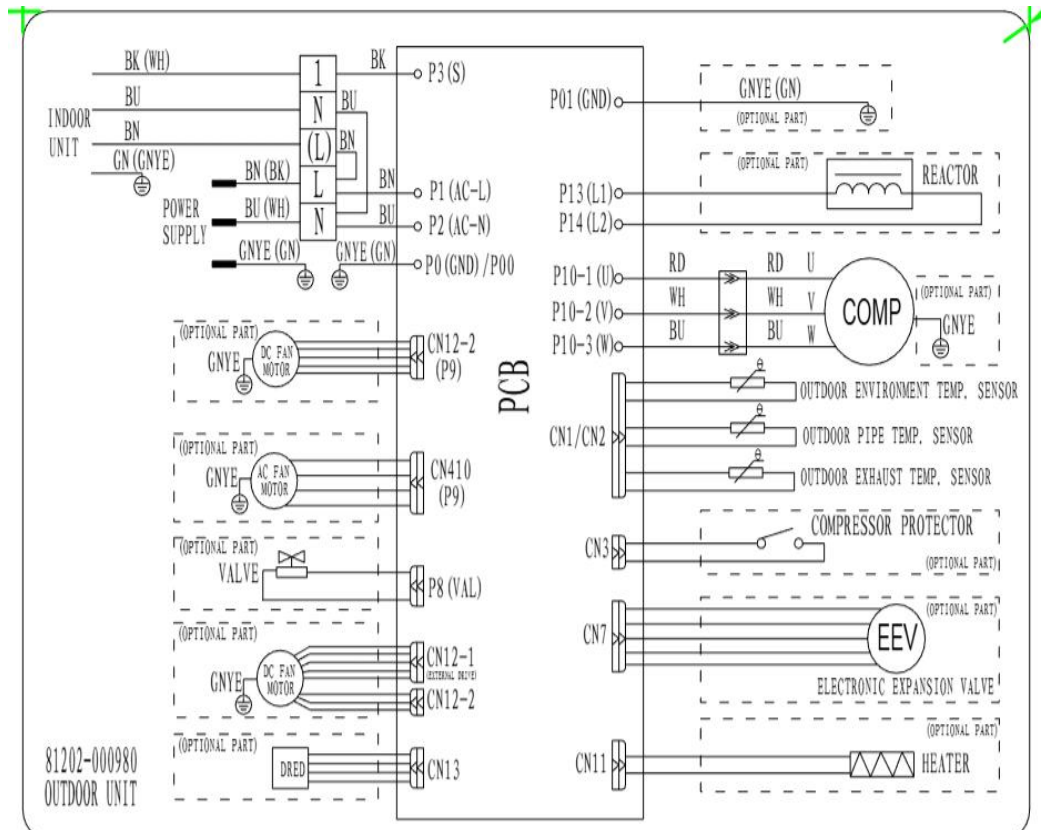 BK (WH)
BU
INDOOR
UNIT
BN
GN (GNYE)
POWER
SUPPLY
BN (BK)
BU (WH)
GNYE (GN)
1
N
(L)
L
N
BK
BU
BN
BN
BU
GNYE (GN)
P3 (S)
P1 (AC-L)
P2 (AC-N)
P0 (GND) /P00
(OPTIONAL PART)
GNYE
DC FAN
MOTOR
CN12-2
(P9)
(OPTIONAL PART)
GNYE
AC FAN
MOTOR
CN410
(P9)
(OPTIONAL PART)
VALVE
P8 (VAL)
(OPTIONAL PART)
GNYE
DC FAN
MOTOR
CN12-1
(EXTERNAL DRIVE)
CN12-2
(OPTIONAL PART)
DRED
CN13
81202-000980
OUTDOOR UNIT
PCB
P01 (GND)
GNYE (GN)
(OPTIONAL PART)
(OPTIONAL PART)
REACTOR
P13 (L1)
P14 (L2)
P10-1 (U)
RD
RD
U
P10-2 (V)
WH
WH
V
P10-3 (W)
BU
BU
W
COMP
(OPTIONAL PART)
GNYE
CN1/CN2
θ
OUTDOOR ENVIRONMENT TEMP. SENSOR
θ
OUTDOOR PIPE TEMP. SENSOR
θ
OUTDOOR EXHAUST TEMP. SENSOR
CN3
COMPRESSOR PROTECTOR
(OPTIONAL PART)
CN7
(OPTIONAL PART)
EEV
ELECTRONIC EXPANSION VALVE
CN11
(OPTIONAL PART)
HEATER